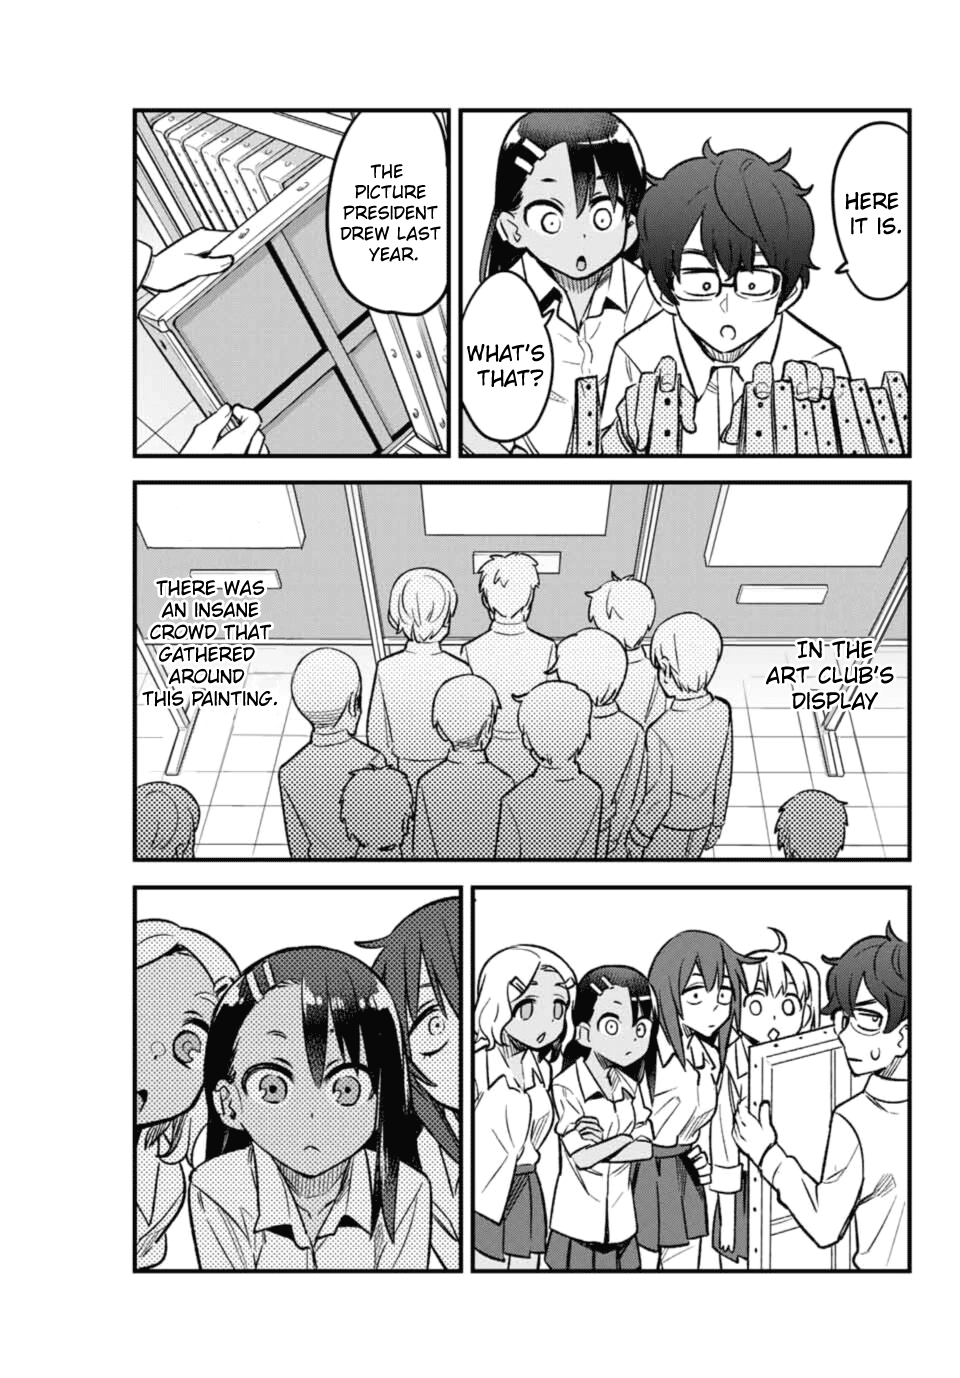 HERE
IT IS.
WHAT'S
THAT?
THE
PICTURE
PRESIDENT
DREW LAST
YEAR.
IN THE
ART CLUB'S
DISPLAY
THERE WAS
AN INSANE
CROWD THAT
GATHERED
AROUND
THIS PAINTING.